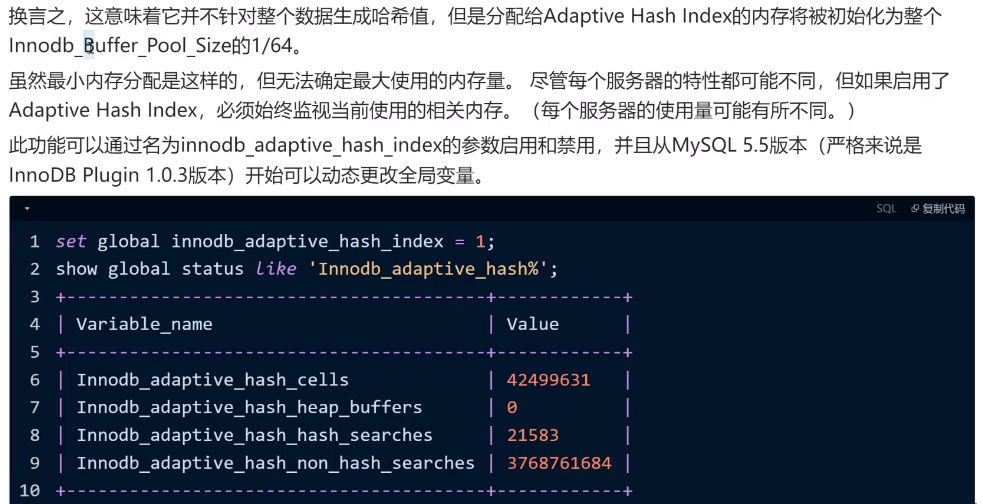 换言之，这意味着它并不针对整个数据生成哈希值，但是分配给Adaptive Hash Index的内存将被初始化为整个
Innodb_Buffer_Pool_Size的1/64。
虽然最小内存分配是这样的，但无法确定最大使用的内存量。 尽管每个服务器的特性都可能不同，但如果启用了
Adaptive Hash Index，必须始终监视当前使用的相关内存。（每个服务器的使用量可能有所不同。）
此功能可以通过名为innodb_adaptive_hash_index的参数启用和禁用，并且从MySQL 5.5版本（严格来说是
InnoDB Plugin 1.0.3版本）开始可以动态更改全局变量。
SQL 复制代码
1 set global innodb_adaptive_hash_index = 1;
2 show global status like 'Innodb_adaptive_hash%';
3 +----------------------------------------+------------+
4 | Variable_name                          | Value      |
5 +----------------------------------------+------------+
6 | Innodb_adaptive_hash_cells             | 42499631   |
7 | Innodb_adaptive_hash_heap_buffers      | 0          |
8 | Innodb_adaptive_hash_hash_searches     | 21583      |
9 | Innodb_adaptive_hash_non_hash_searches | 3768761684 |
10 +----------------------------------------+------------+